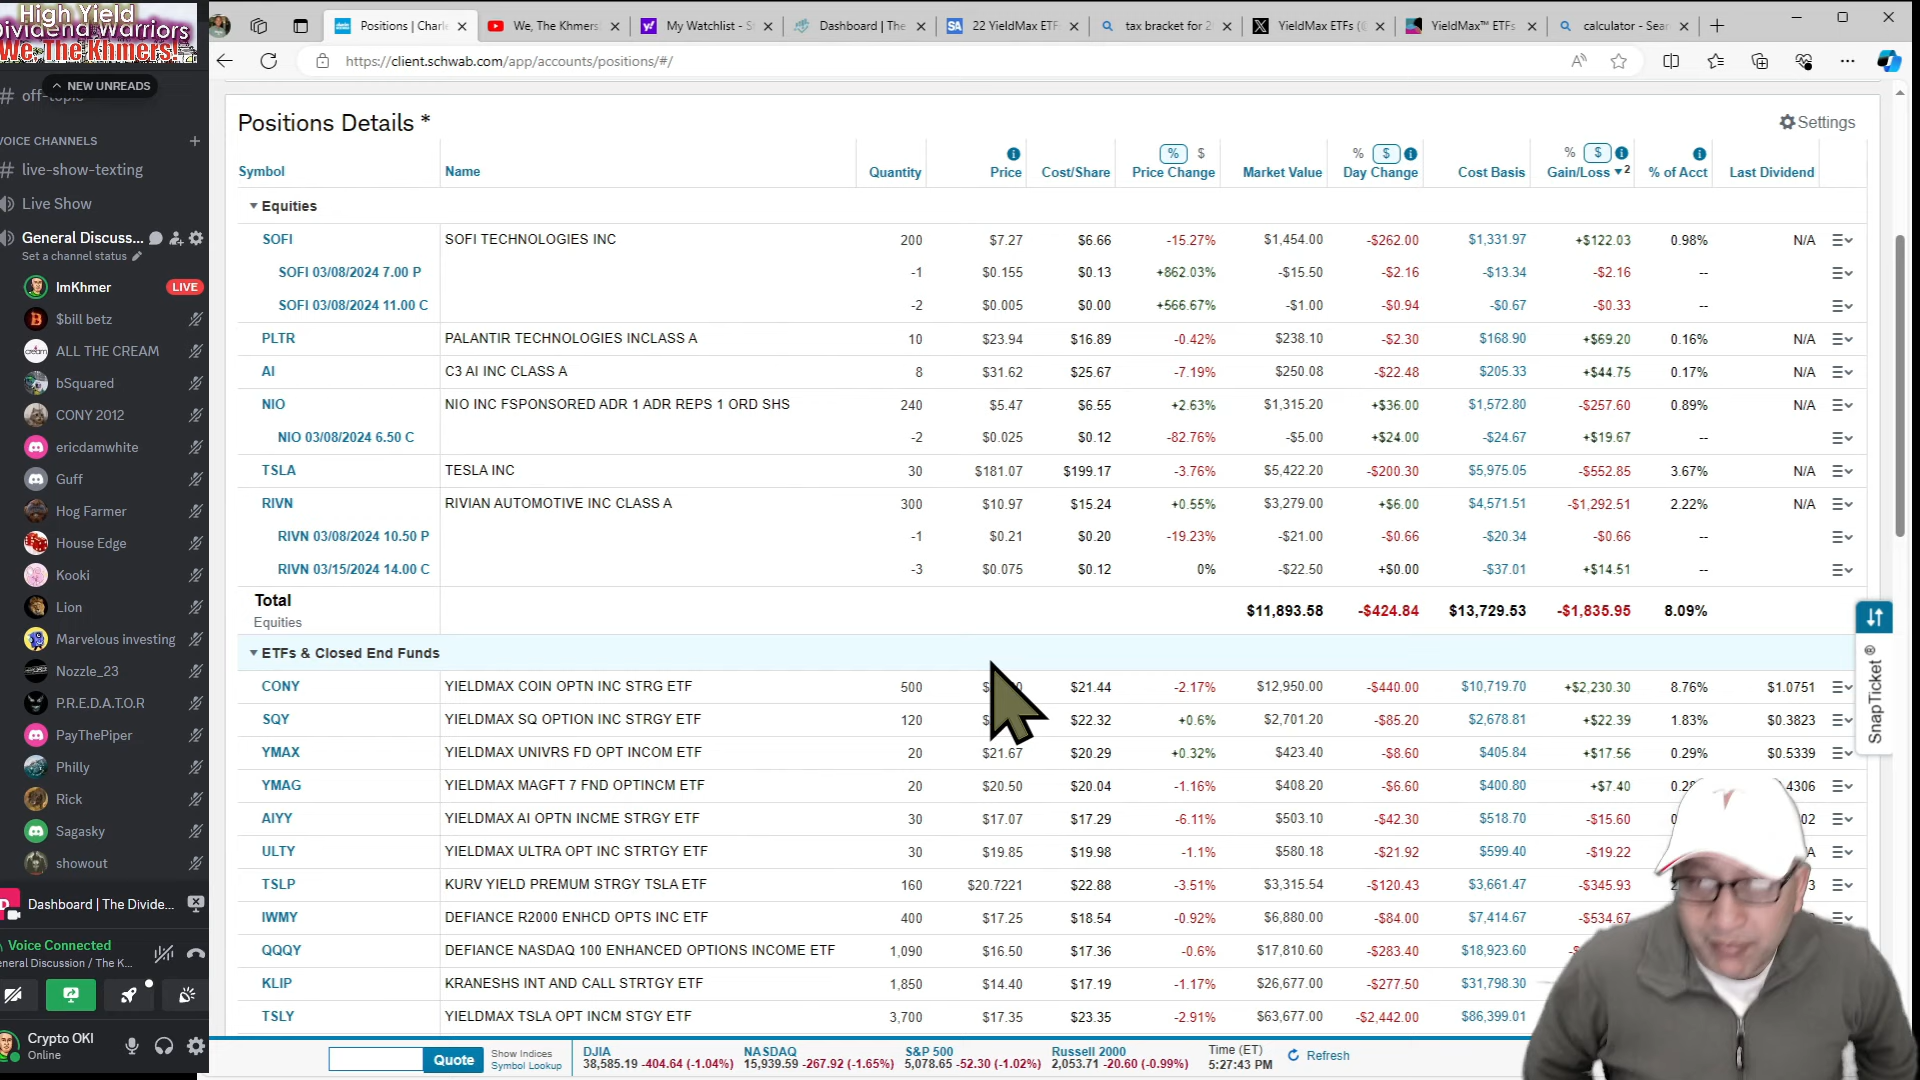 High Yield
Dividend Warriors
We The Khmers!
NEW UNREADS
# off-topic
VOICE CHANNELS
# live-show-texting
Live Show
General Discuss...
Set a channel status
ImKhmer LIVE
$bill betz
ALL THE CREAM
bSquared
CONY 2012
ericdamwhite
Guff
Hog Farmer
House Edge
Kooki
Lion
Marvelous investing
Nozzle_23
P.R.E.D.A.T.O.R
PayThePiper
Philly
Rick
Sagasky
showout
Dashboard | The Divide...
Voice Connected
eneral Discussion / The K...
Crypto OKI
Online
Positions | Charle
We, The Khmers
My Watchlist - S
Dashboard | The
22 YieldMax ETF
tax bracket for 2
YieldMax ETFs (
YieldMax™ ETFs
calculator - Sear
https://client.schwab.com/app/accounts/positions/#/
Positions Details *
Settings
% $ % $ % $
Symbol Name Quantity Price Cost/Share Price Change Market Value Day Change Cost Basis Gain/Loss 2 % of Acct Last Dividend
Equities
SOFI SOFI TECHNOLOGIES INC 200 $7.27 $6.66 -15.27% $1,454.00 -$262.00 $1,331.97 +$122.03 0.98% N/A
SOFI 03/08/2024 7.00 P -1 $0.155 $0.13 +862.03% -$15.50 -$2.16 -$13.34 -$2.16 --
SOFI 03/08/2024 11.00 C -2 $0.005 $0.00 +566.67% -$1.00 -$0.94 -$0.67 -$0.33 --
PLTR PALANTIR TECHNOLOGIES INCLASS A 10 $23.94 $16.89 -0.42% $238.10 -$2.30 $168.90 +$69.20 0.16% N/A
AI C3 AI INC CLASS A 8 $31.62 $25.67 -7.19% $250.08 -$22.48 $205.33 +$44.75 0.17% N/A
NIO NIO INC FSPONSORED ADR 1 ADR REPS 1 ORD SHS 240 $5.47 $6.55 +2.63% $1,315.20 +$36.00 $1,572.80 -$257.60 0.89% N/A
NIO 03/08/2024 6.50 C -2 $0.025 $0.12 -82.76% -$5.00 +$24.00 -$24.67 +$19.67 --
TSLA TESLA INC 30 $181.07 $199.17 -3.76% $5,422.20 -$200.30 $5,975.05 -$552.85 3.67% N/A
RIVN RIVIAN AUTOMOTIVE INC CLASS A 300 $10.97 $15.24 +0.55% $3,279.00 +$6.00 $4,571.51 -$1,292.51 2.22% N/A
RIVN 03/08/2024 10.50 P -1 $0.21 $0.20 -19.23% -$21.00 -$0.66 -$20.34 -$0.66 --
RIVN 03/15/2024 14.00 C -3 $0.075 $0.12 0% -$22.50 +$0.00 -$37.01 +$14.51 --
Total $11,893.58 -$424.84 $13,729.53 -$1,835.95 8.09%
Equities
ETFs & Closed End Funds
CONY YIELDMAX COIN OPTN INC STRG ETF 500 $21.44 -2.17% $12,950.00 -$440.00 $10,719.70 +$2,230.30 8.76% $1.0751
SQY YIELDMAX SQ OPTION INC STRGY ETF 120 $22.32 +0.6% $2,701.20 -$85.20 $2,678.81 +$22.39 1.83% $0.3823
YMAX YIELDMAX UNIVRS FD OPT INCOM ETF 20 $21.67 $20.29 +0.32% $423.40 -$8.60 $405.84 +$17.56 0.29% $0.5339
YMAG YIELDMAX MAGFT 7 FND OPTINCM ETF 20 $20.50 $20.04 -1.16% $408.20 -$6.60 $400.80 +$7.40
AIYY YIELDMAX AI OPTN INCME STRGY ETF 30 $17.07 $17.29 -6.11% $503.10 -$42.30 $518.70 -$15.60
ULTY YIELDMAX ULTRA OPT INC STRTGY ETF 30 $19.85 $19.98 -1.1% $580.18 -$21.92 $599.40 -$19.22
TSLP KURV YIELD PREMUM STRGY TSLA ETF 160 $20.7221 $22.88 -3.51% $3,315.54 -$120.43 $3,661.47 -$345.93
IWMY DEFIANCE R2000 ENHCD OPTS INC ETF 400 $17.25 $18.54 -0.92% $6,880.00 -$84.00 $7,414.67 -$534.67
QQQY DEFIANCE NASDAQ 100 ENHANCED OPTIONS INCOME ETF 1,090 $16.50 $17.36 -0.6% $17,810.60 -$283.40 $18,923.60
KLIP KRANESHS INT AND CALL STRTGY ETF 1,850 $14.40 $17.19 -1.17% $26,677.00 -$277.50 $31,798.30
TSLY YIELDMAX TSLA OPT INCM STGY ETF 3,700 $17.35 $23.35 -2.91% $63,677.00 -$2,442.00 $86,399.01
SnapTicket ®
Quote
Show Indices
Symbol Lookup
DJIA
38,585.19 -404.64 (-1.04%)
NASDAQ
15,939.59 -267.92 (-1.65%)
S&P 500
5,078.65 -52.30 (-1.02%)
Russell 2000
2,053.71 -20.60 (-0.99%)
Time (ET)
5:27:43 PM
Refresh